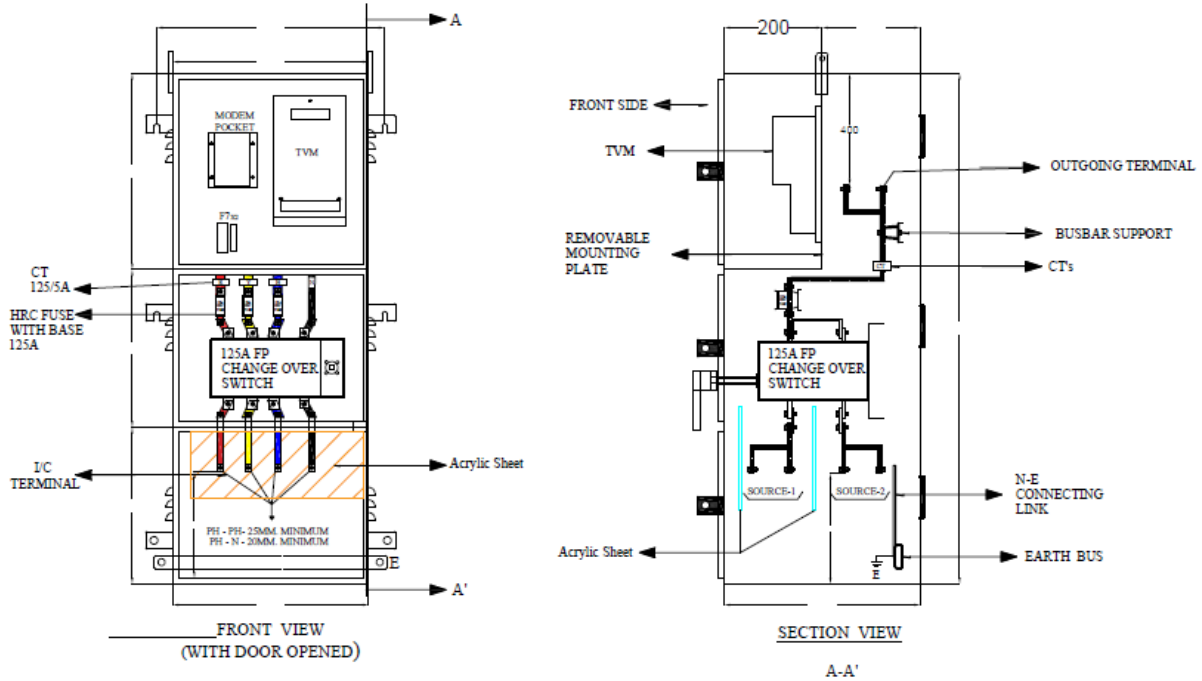 A
MODEM
POCKET
TVM
CT
125/5A
HRC FUSE
WITH BASE
125A
125A FP
CHANGE OVER
SWITCH
I/C
TERMINAL
Acrylic Sheet
PH - PH- 25MM. MINIMUM
PH - N - 20MM. MINIMUM
E
A'
FRONT VIEW
(WITH DOOR OPENED)
200
FRONT SIDE
TVM
400
OUTGOING TERMINAL
BUSBAR SUPPORT
REMOVABLE
MOUNTING
PLATE
CT's
125A FP
CHANGE OVER
SWITCH
SOURCE-1
SOURCE-2
N-E
CONNECTING
LINK
Acrylic Sheet
E
EARTH BUS
SECTION VIEW
A-A'